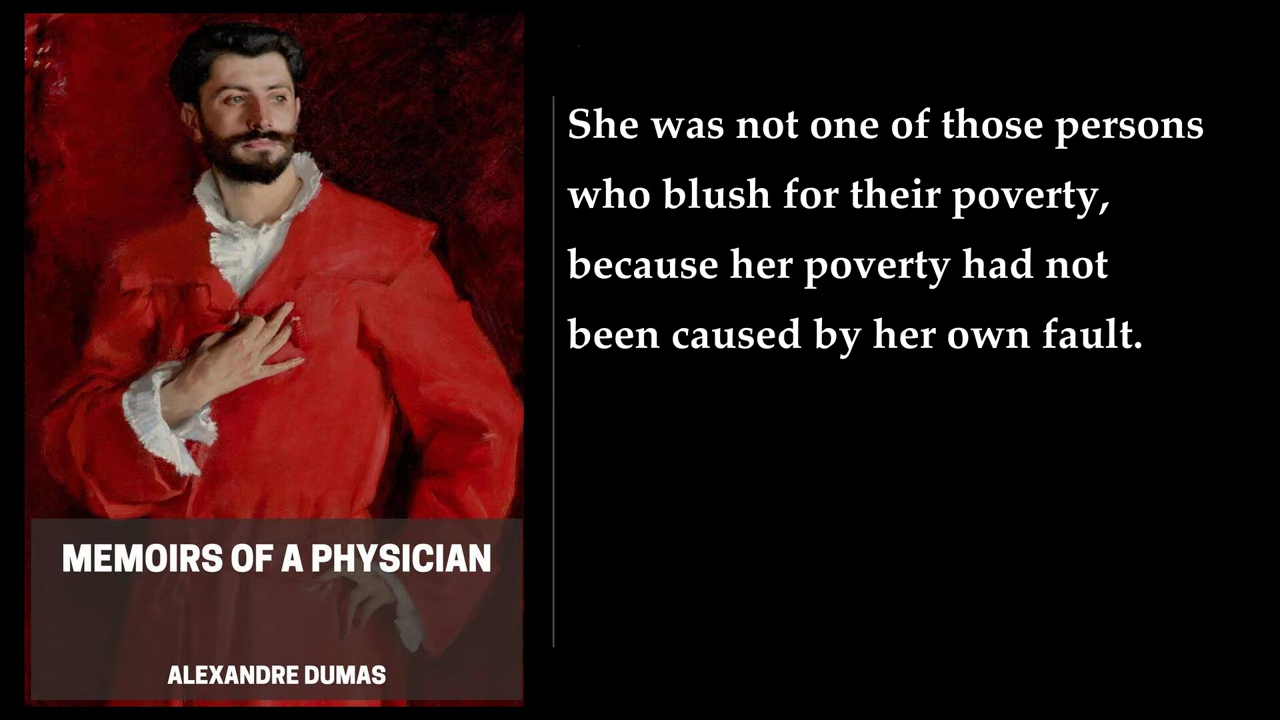 MEMOIRS OF A PHYSICIAN
ALEXANDRE DUMAS
She was not one of those persons
who blush for their poverty,
because her poverty had not
been caused by her own fault.